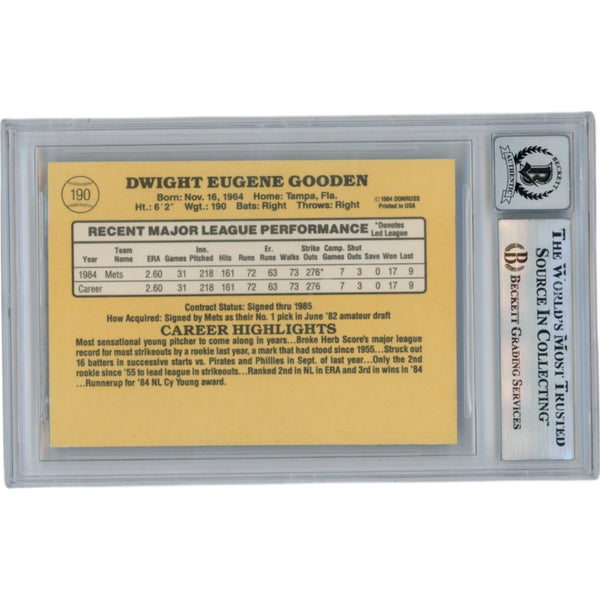 190
DWIGHT EUGENE GOODEN
Born: Nov. 16, 1964 Home: Tampa, Fla.
Ht.: 6'2" Wgt.: 190 Bats: Right Throws: Right
©1984 DONRUSS
Printed in USA
RECENT MAJOR LEAGUE PERFORMANCE *Denotes Led League
Year Team Name ERA Games Inn. Pitched Hits Runs Er. Runs Walks Strike Outs Comp. Games Shut Outs Save Won Lost
1984 Mets 2.60 31 218 161 72 63 73 276* 7 3 0 17 9
Career 2.60 31 218 161 72 63 73 276 7 3 0 17 9
Contract Status: Signed thru 1985
How Acquired: Signed by Mets as their No. 1 pick in June '82 amateur draft
CAREER HIGHLIGHTS
Most sensational young pitcher to come along in years...Broke Herb Score's major league
record for most strikeouts by a rookie last year, a mark that had stood since 1955...Struck out
16 batters in successive starts vs. Pirates and Phillies in Sept. of last year...Only the 2nd
rookie since '55 to lead league in strikeouts...Ranked 2nd in NL in ERA and 3rd in wins in '84
...Runnerup for '84 NL Cy Young award.
BECKETT
AUTHENTIC
B
THE WORLD'S MOST TRUSTED
SOURCE IN COLLECTING™
B
BECKETT GRADING SERVICES